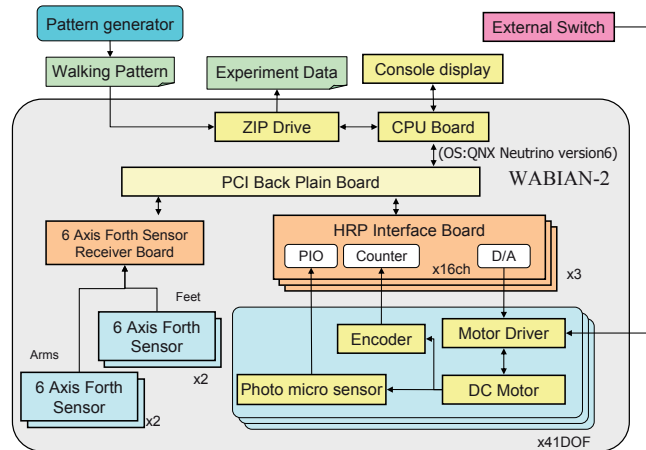 Pattern generator
External Switch
Walking Pattern
Experiment Data
Console display
ZIP Drive
CPU Board
(OS:QNX Neutrino version6)
PCI Back Plain Board
WABIAN-2
6 Axis Forth Sensor
Receiver Board
HRP Interface Board
PIO
Counter
D/A
x16ch
x3
Feet
6 Axis Forth
Sensor
x2
Arms
6 Axis Forth
Sensor
x2
Encoder
Motor Driver
Photo micro sensor
DC Motor
x41DOF